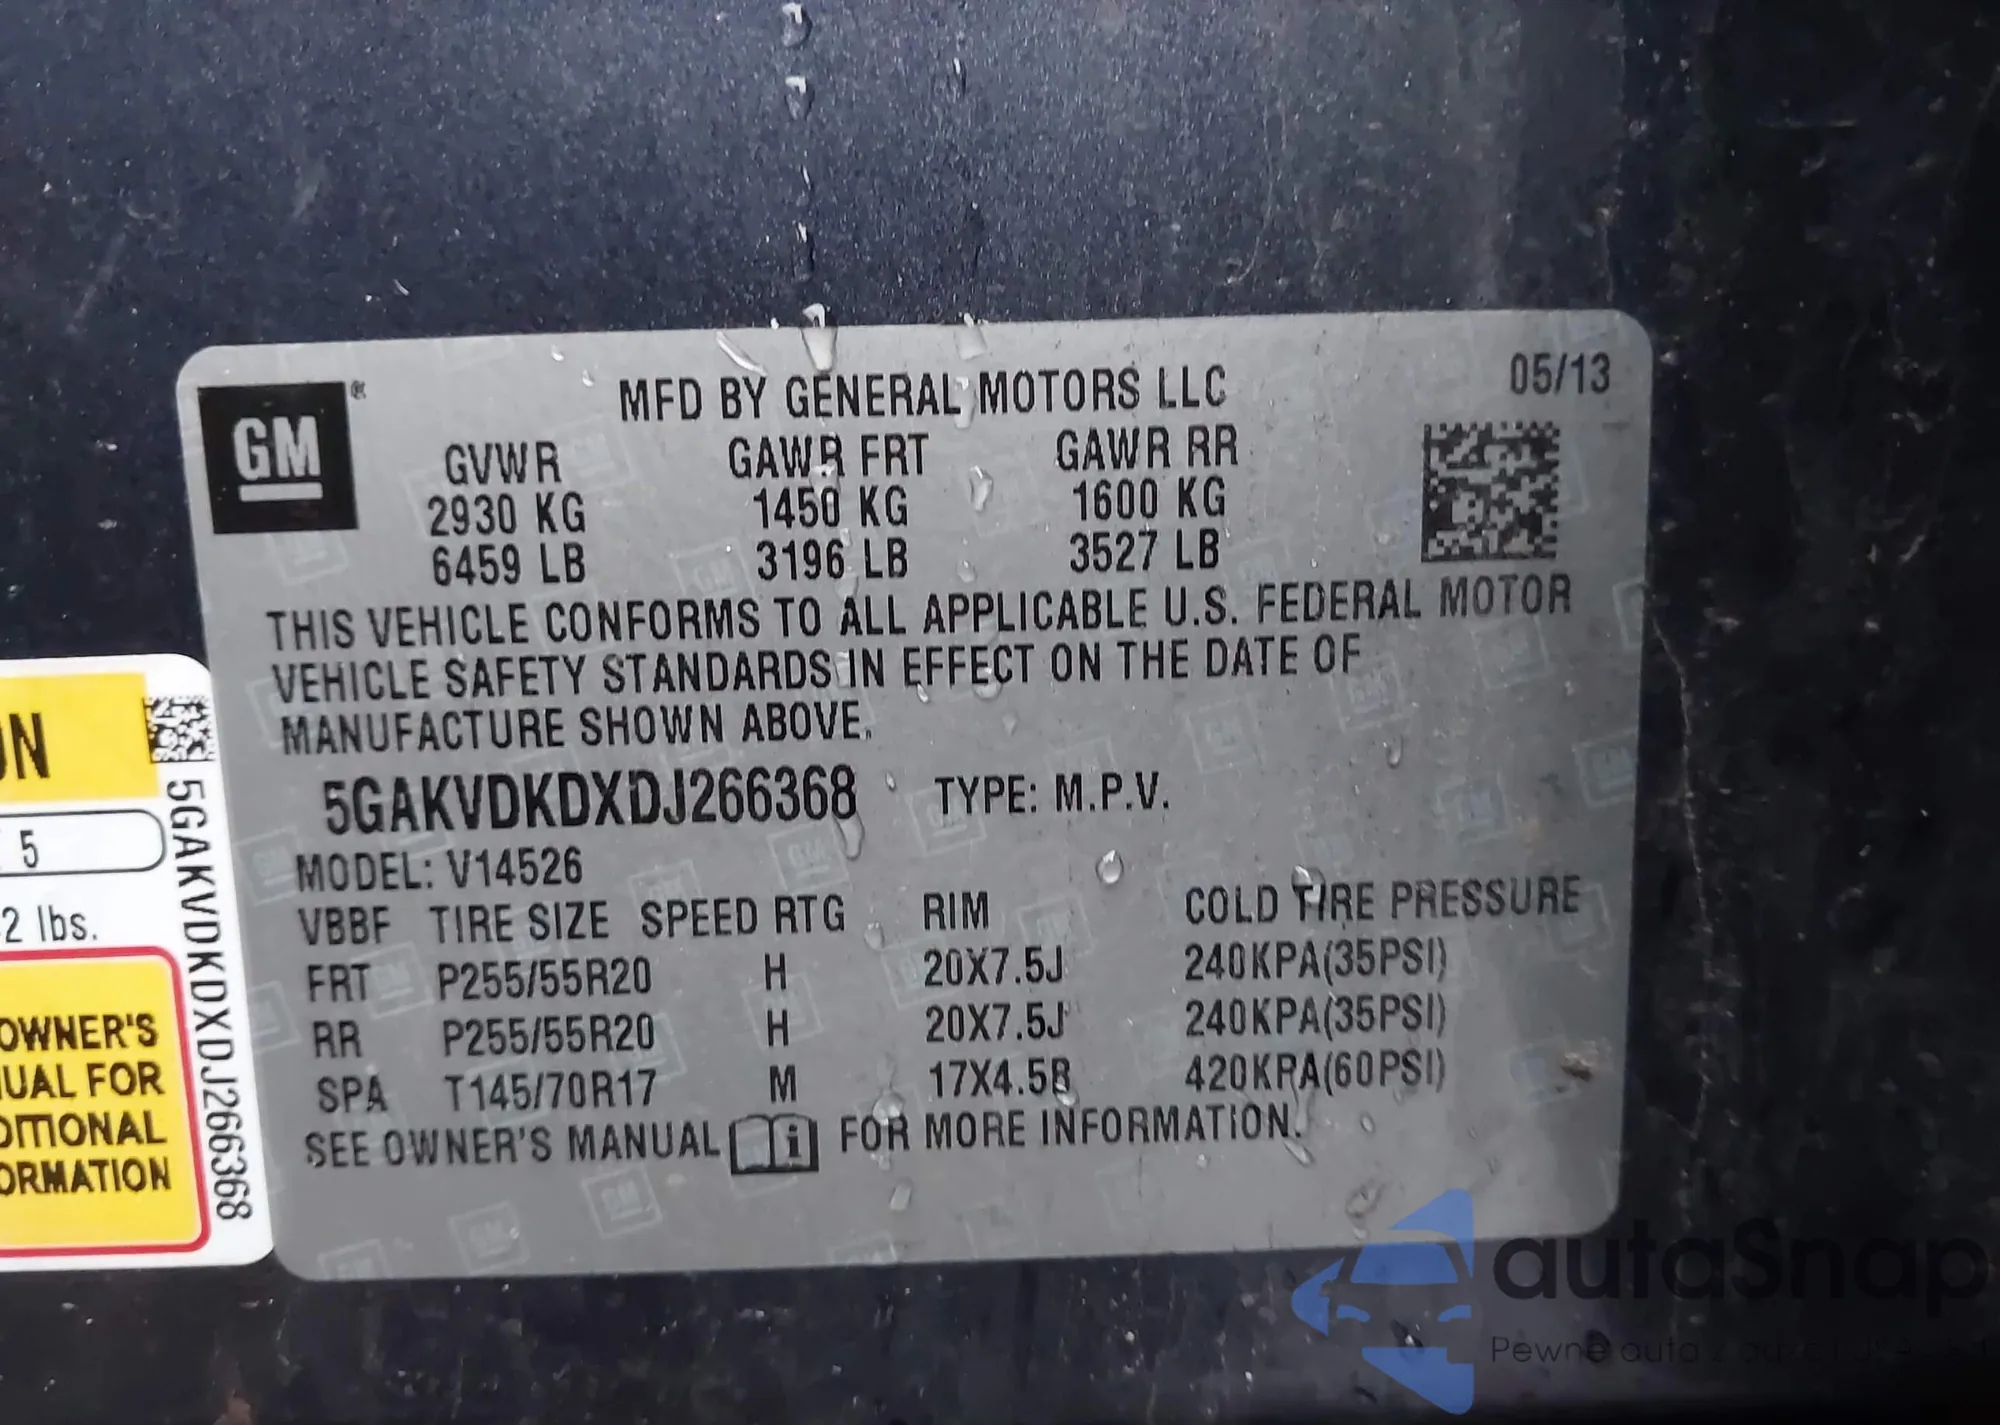 GM ®
MFD BY GENERAL MOTORS LLC 05/13
GVWR GAWR FRT GAWR RR
2930 KG 1450 KG 1600 KG
6459 LB 3196 LB 3527 LB
THIS VEHICLE CONFORMS TO ALL APPLICABLE U.S. FEDERAL MOTOR
VEHICLE SAFETY STANDARDS IN EFFECT ON THE DATE OF
MANUFACTURE SHOWN ABOVE.
5GAKVDKDXDJ266368 TYPE: M.P.V.
MODEL: V14526
VBBF TIRE SIZE SPEED RTG RIM COLD TIRE PRESSURE
FRT P255/55R20 H 20X7.5J 240KPA(35PSI)
RR P255/55R20 H 20X7.5J 240KPA(35PSI)
SPA T145/70R17 M 17X4.5B 420KPA(60PSI)
SEE OWNER'S MANUAL i FOR MORE INFORMATION.
5
2 lbs.
OWNER'S
FOR
5GAKVDKDXDJ266368
autaSnap
Pewne auta z